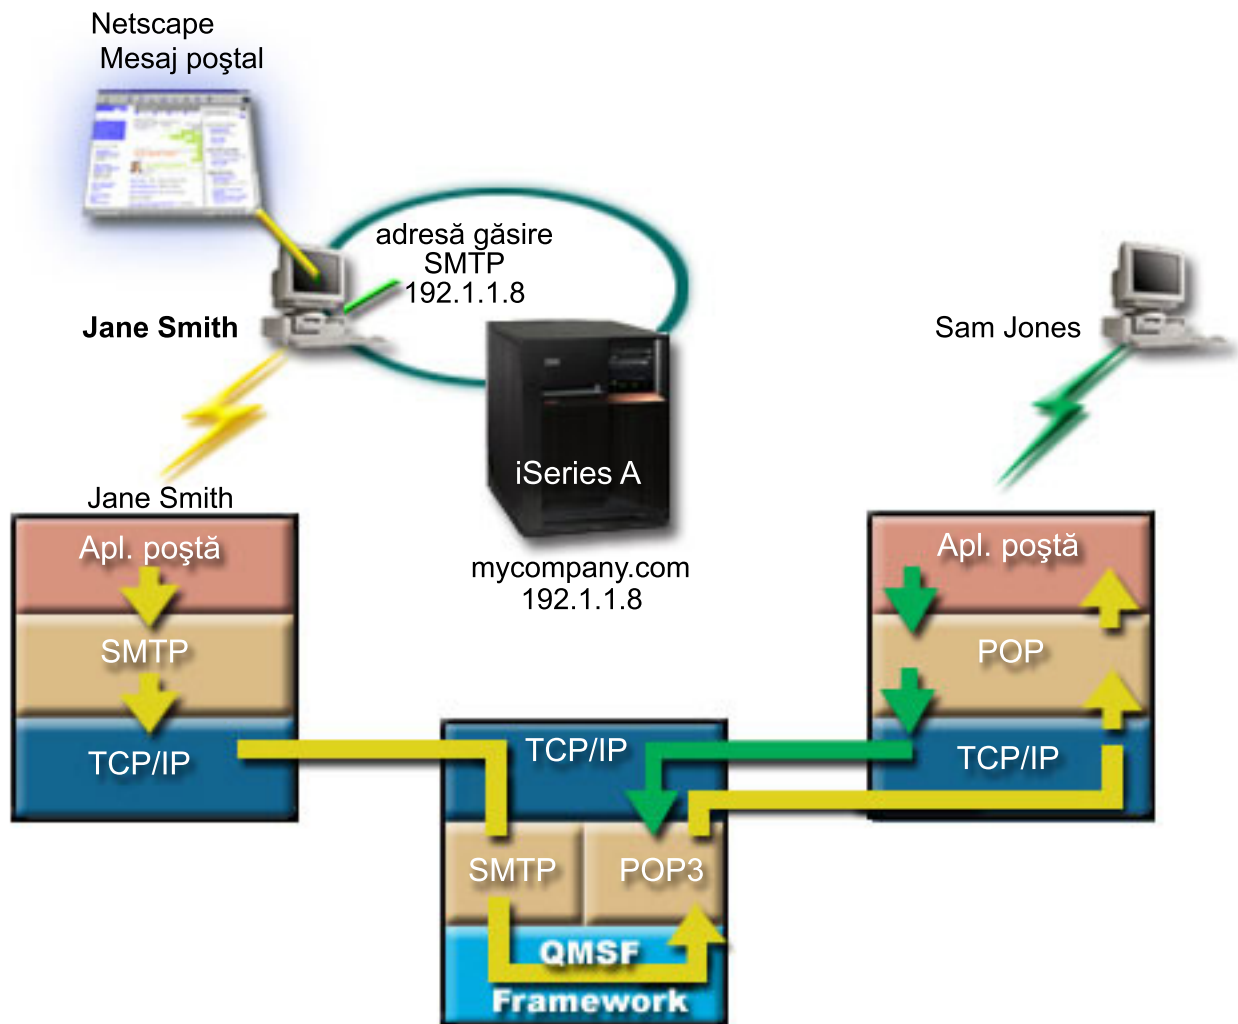 Netscape
Mesaj poştal
adresă găsire
SMTP
192.1.1.8
Jane Smith
Sam Jones
iSeries A
mycompany.com
192.1.1.8
Jane Smith
Apl. poştă
SMTP
TCP/IP
TCP/IP
SMTP
POP3
QMSF
Framework
Apl. poştă
POP
TCP/IP